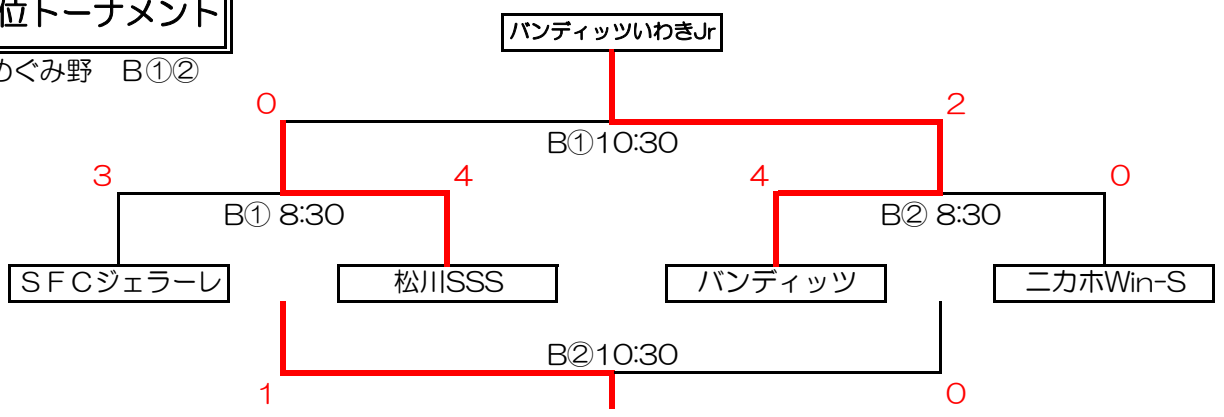 位トーナメント
バンディッツいわきJr
めぐみ野　B①②
0
2
B①10:30
3
4
4
0
B① 8:30
B② 8:30
ＳＦＣジェラーレ
松川SSS
バンディッツ
ニカホWin-S
B②10:30
1
0